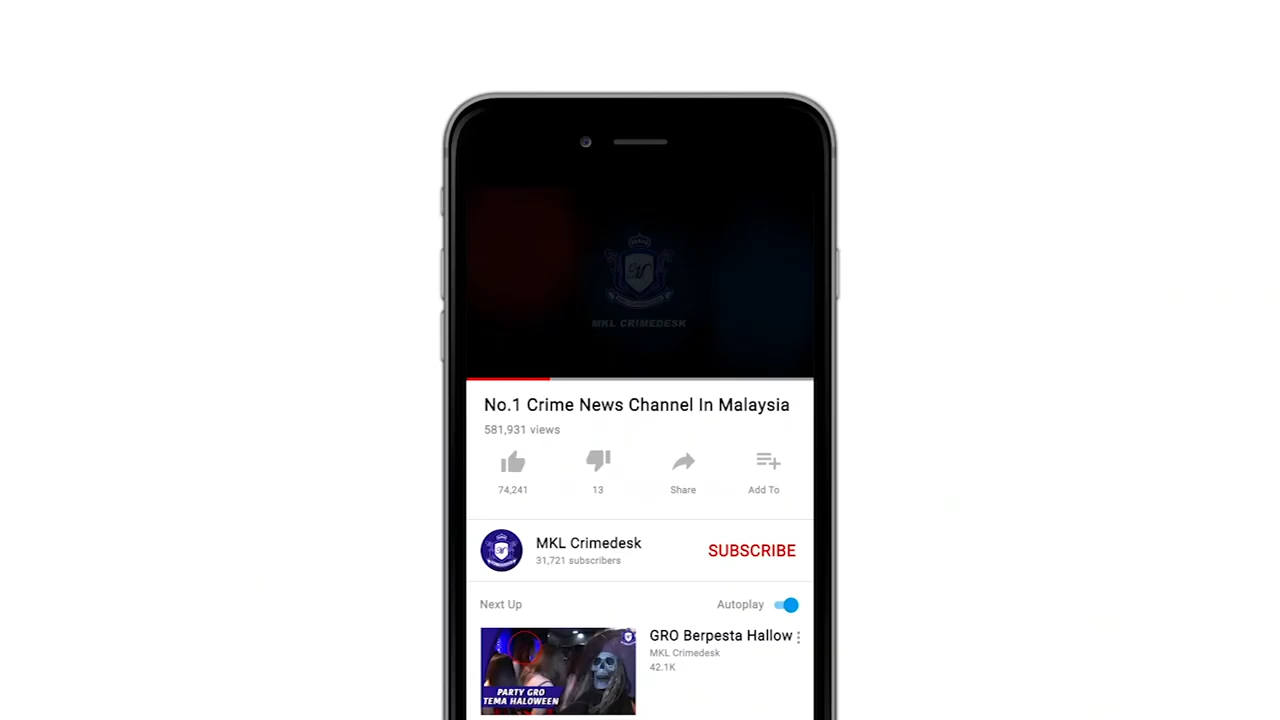 MKL CRIMEDESK
No.1 Crime News Channel In Malaysia
581,931 views
74,241
13
Share
Add To
MKL Crimedesk
31,721 subscribers
SUBSCRIBE
Next Up
Autoplay
GRO Berpesta Hallow
MKL Crimedesk
42.1K
PARTY GRO
TEMA HALOWEEN